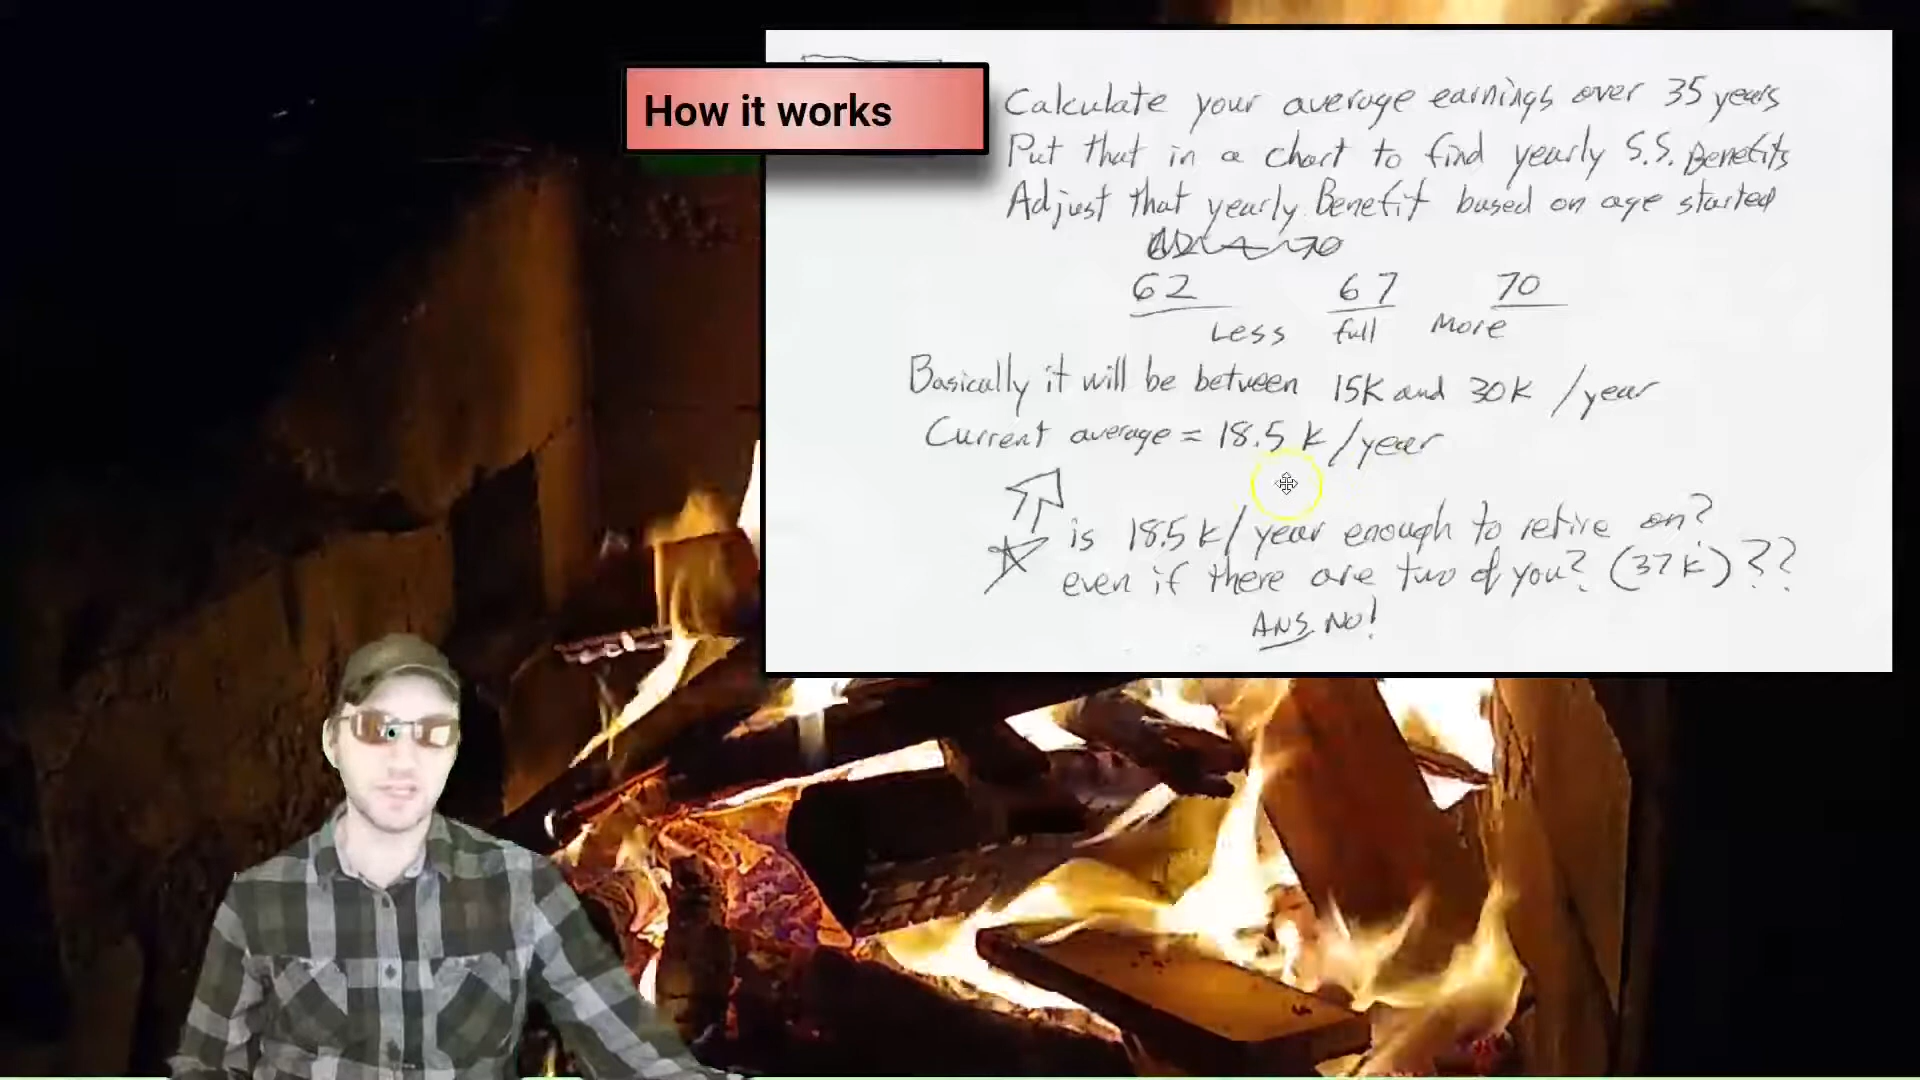 How it works
Calculate your average earnings over 35 years
Put that in a chart to find yearly S.S. Benefits
Adjust that yearly Benefit based on age started
62 67 70
Less full More
Basically it will be between 15K and 30K /year
Current average = 18.5 K /year
is 18.5 K/year enough to retire on?
even if there are two of you? (37K)??
ANS. NO!